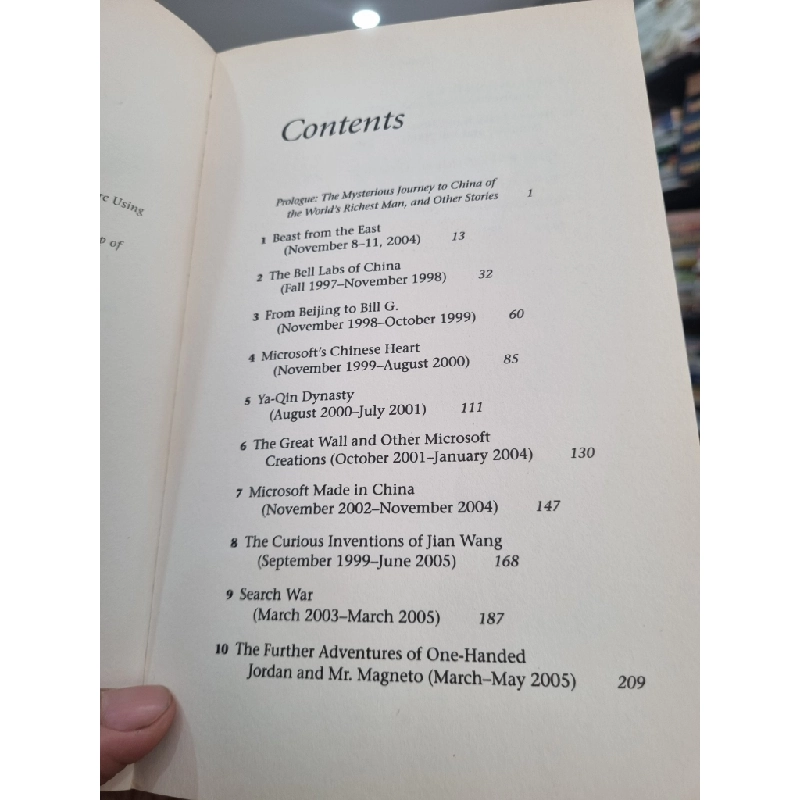 Using
of
Contents
Prologue: The Mysterious Journey to China of
the World's Richest Man, and Other Stories 1
1 Beast from the East
(November 8–11, 2004) 13
2 The Bell Labs of China
(Fall 1997–November 1998) 32
3 From Beijing to Bill G.
(November 1998–October 1999) 60
4 Microsoft's Chinese Heart
(November 1999–August 2000) 85
5 Ya-Qin Dynasty
(August 2000–July 2001) 111
6 The Great Wall and Other Microsoft
Creations (October 2001–January 2004) 130
7 Microsoft Made in China
(November 2002–November 2004) 147
8 The Curious Inventions of Jian Wang
(September 1999–June 2005) 168
9 Search War
(March 2003–March 2005) 187
10 The Further Adventures of One-Handed
Jordan and Mr. Magneto (March–May 2005) 209